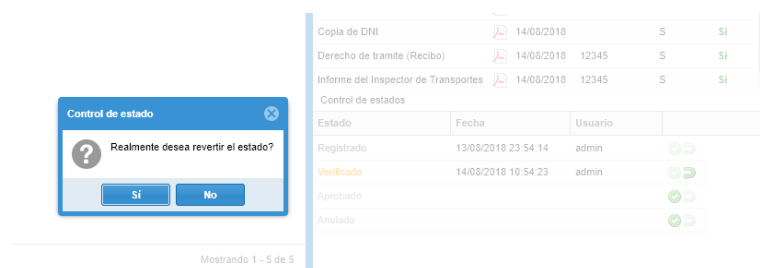 Copia de DNI 14/08/2018 S Sí
Derecho de tramite (Recibo) 14/08/2018 12345 S Sí
Informe del Inspector de Transportes 14/08/2018 12345 S Sí
Control de estados
Estado Fecha Usuario
Registrado 13/08/2018 23:54:14 admin
Verificado 14/08/2018 10:54:23 admin
Aprobado
Anulado
Control de estado
Realmente desea revertir el estado?
Sí No
Mostrando 1 - 5 de 5